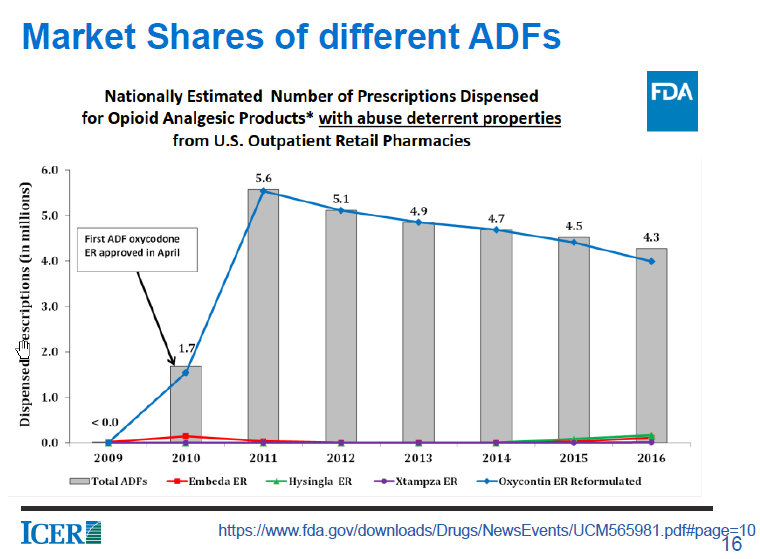 Market Shares of different ADFs
Nationally Estimated Number of Prescriptions Dispensed
for Opioid Analgesic Products* with abuse deterrent properties
from U.S. Outpatient Retail Pharmacies
FDA
Dispensed escriptions (in millions)
6.0
5.0
4.0
3.0
2.0
1.0
0.0
First ADF oxycodone
ER approved in April
< 0.0
1.7
5.6
5.1
4.9
4.7
4.5
4.3
2009 2010 2011 2012 2013 2014 2015 2016
Total ADFs Embeda ER Hysingla ER Xtampza ER Oxycontin ER Reformulated
ICER
https://www.fda.gov/downloads/Drugs/NewsEvents/UCM565981.pdf#page=10
16